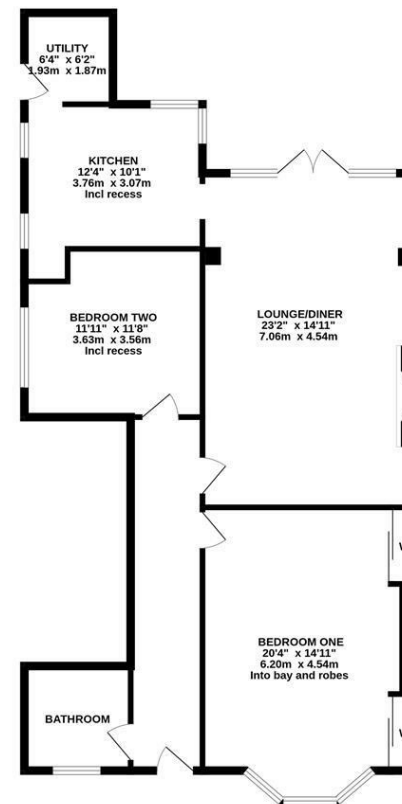 UTILITY
6'4" x 6'2"
1.93m x 1.87m
KITCHEN
12'4" x 10'1"
3.76m x 3.07m
Incl recess
BEDROOM TWO
11'11" x 11'8"
3.63m x 3.56m
Incl recess
LOUNGE/DINER
23'2" x 14'11"
7.06m x 4.54m
BEDROOM ONE
20'4" x 14'11"
6.20m x 4.54m
Into bay and robes
BATHROOM